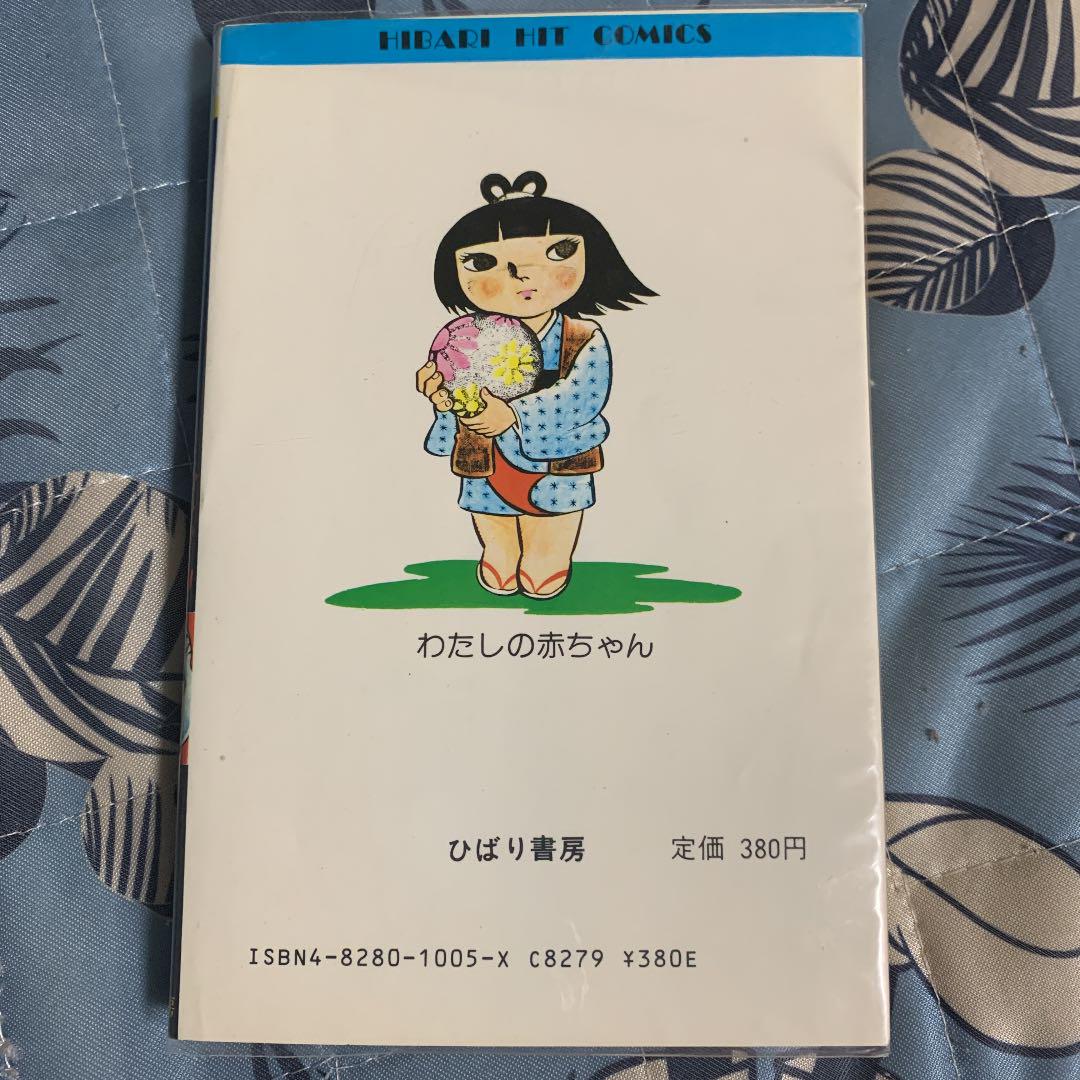 HIBARI HIT COMICS
わたしの赤ちゃん
ひばり書房 定価 380円
ISBN4-8280-1005-X C8279 ¥380E